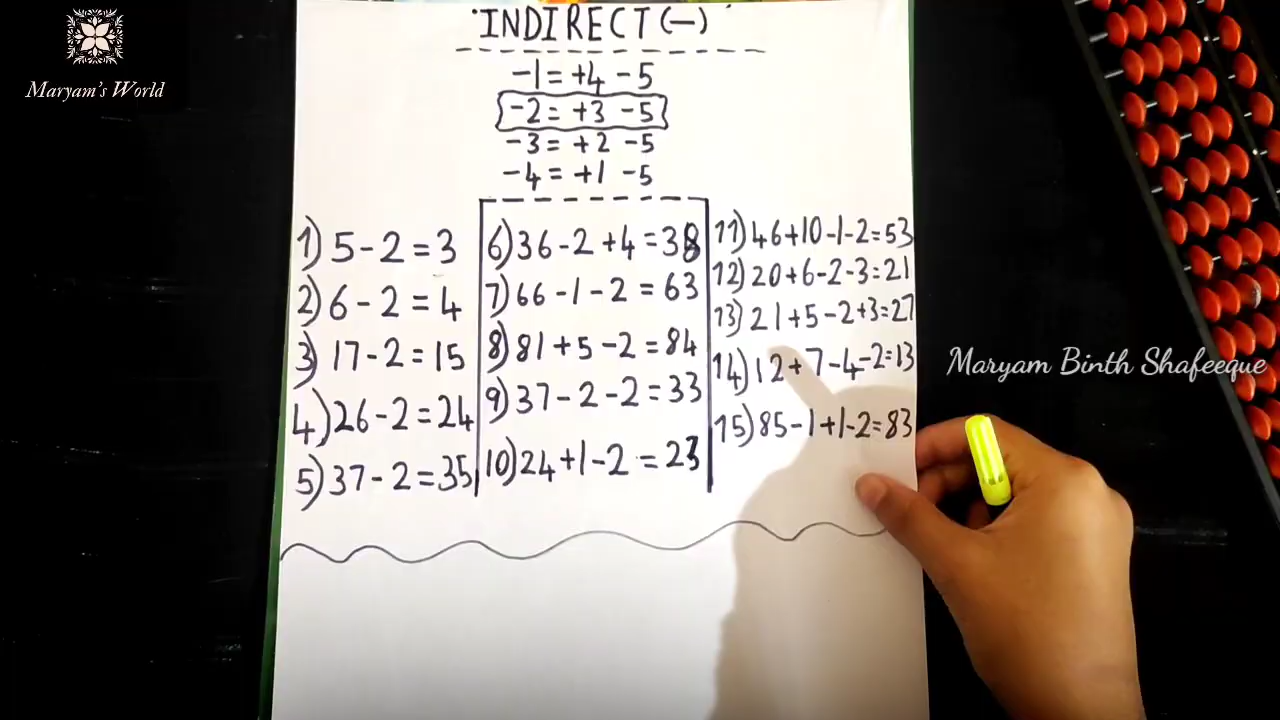 Maryam's World
INDIRECT (-)
-1 = +4 -5
-2 = +3 -5
-3 = +2 -5
-4 = +1 -5
1) 5 - 2 = 3
2) 6 - 2 = 4
3) 17 - 2 = 15
4) 26 - 2 = 24
5) 37 - 2 = 35
6) 36 - 2 + 4 = 38
7) 66 - 1 - 2 = 63
8) 81 + 5 - 2 = 84
9) 37 - 2 - 2 = 33
10) 24 + 1 - 2 = 23
11) 46 + 10 - 1 - 2 = 53
12) 20 + 6 - 2 - 3 = 21
13) 21 + 5 - 2 + 3 = 27
14) 12 + 7 - 4 - 2 = 13
15) 85 - 1 + 1 - 2 = 83
Maryam Binth Shafeeque